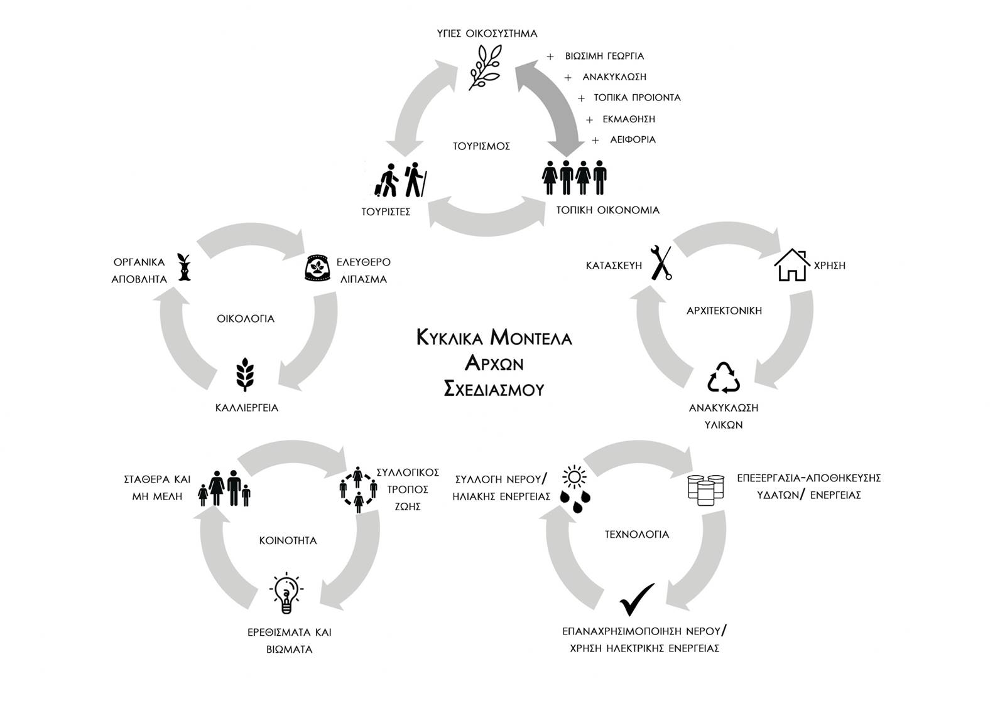 ΥΓΙΕΣ ΟΙΚΟΣΥΣΤΗΜΑ
+ ΒΙΩΣΙΜΗ ΓΕΩΡΓΙΑ
+ ΑΝΑΚΥΚΛΩΣΗ
+ ΤΟΠΙΚΑ ΠΡΟΙΟΝΤΑ
+ ΕΚΜΑΘΗΣΗ
+ ΑΕΙΦΟΡΙΑ
ΤΟΥΡΙΣΜΟΣ
ΤΟΥΡΙΣΤΕΣ
ΤΟΠΙΚΗ ΟΙΚΟΝΟΜΙΑ
ΟΡΓΑΝΙΚΑ
ΑΠΟΒΛΗΤΑ
ΕΛΕΥΘΕΡΟ
ΛΙΠΑΣΜΑ
ΟΙΚΟΛΟΓΙΑ
ΚΑΛΛΙΕΡΓΕΙΑ
ΚΑΤΑΣΚΕΥΗ
ΧΡΗΣΗ
ΑΡΧΙΤΕΚΤΟΝΙΚΗ
ΑΝΑΚΥΚΛΩΣΗ
ΥΛΙΚΩΝ
ΚΥΚΛΙΚΑ ΜΟΝΤΕΛΑ
ΑΡΧΩΝ
ΣΧΕΔΙΑΣΜΟΥ
ΣΤΑΘΕΡΑ ΚΑΙ
ΜΗ ΜΕΛΗ
ΣΥΛΛΟΓΙΚΟΣ
ΤΡΟΠΟΣ
ΖΩΗΣ
ΚΟΙΝΟΤΗΤΑ
ΕΡΕΘΙΣΜΑΤΑ ΚΑΙ
ΒΙΩΜΑΤΑ
ΣΥΛΛΟΓΗ ΝΕΡΟΥ/
ΗΛΙΑΚΗΣ ΕΝΕΡΓΕΙΑΣ
ΕΠΕΞΕΡΓΑΣΙΑ-ΑΠΟΘΗΚΕΥΣΗΣ
ΥΔΑΤΩΝ/ ΕΝΕΡΓΕΙΑΣ
ΤΕΧΝΟΛΟΓΙΑ
ΕΠΑΝΑΧΡΗΣΙΜΟΠΟΙΗΣΗ ΝΕΡΟΥ/
ΧΡΗΣΗ ΗΛΕΚΤΡΙΚΗΣ ΕΝΕΡΓΕΙΑΣ